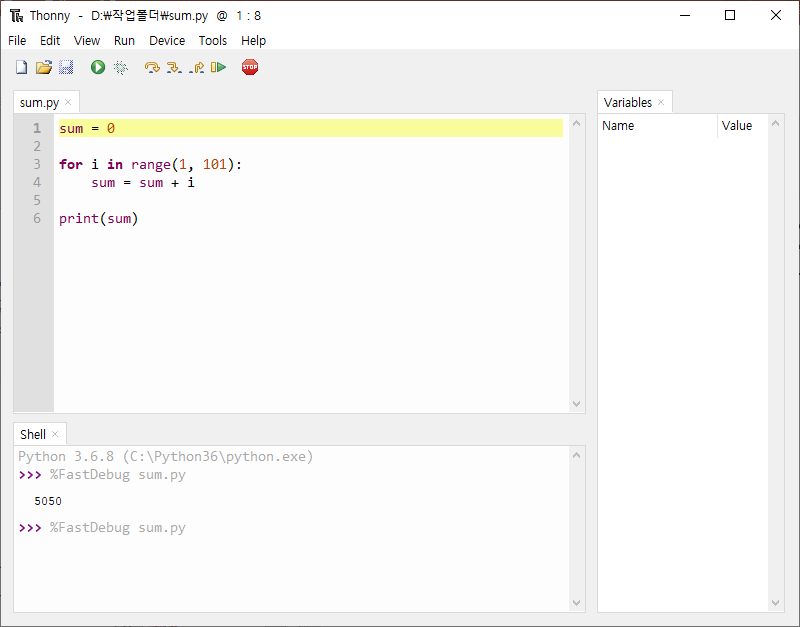 Thonny - D:₩작업폴더₩sum.py @ 1 : 8
File Edit View Run Device Tools Help
STOP
sum.py ×
1 sum = 0
2
3 for i in range(1, 101):
4     sum = sum + i
5
6 print(sum)
Variables ×
Name Value
Shell ×
Python 3.6.8 (C:\Python36\python.exe)
>>> %FastDebug sum.py
5050
>>> %FastDebug sum.py